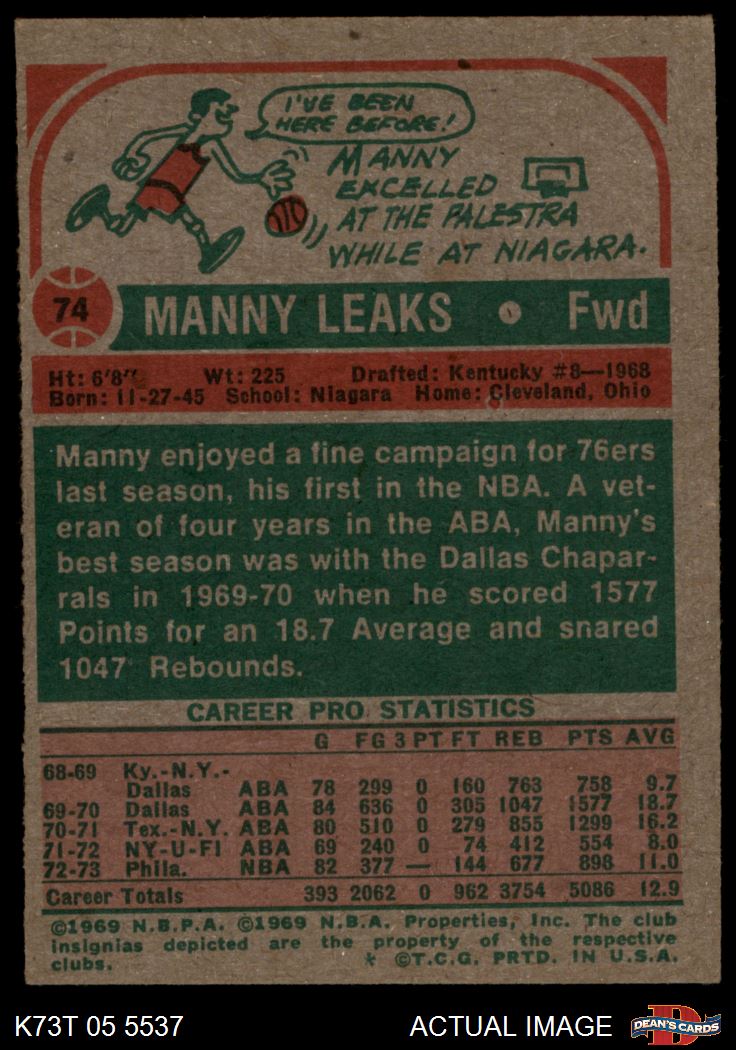 I'VE BEEN
HERE BEFORE!
MANNY
EXCELLED
AT THE PALESTRA
WHILE AT NIAGARA.
74 MANNY LEAKS Fwd
Ht: 6'8" Wt: 225 Drafted: Kentucky #8—1968
Born: 11-27-45 School: Niagara Home: Cleveland, Ohio
Manny enjoyed a fine campaign for 76ers
last season, his first in the NBA. A vet-
eran of four years in the ABA, Manny's
best season was with the Dallas Chapar-
rals in 1969-70 when he scored 1577
Points for an 18.7 Average and snared
1047 Rebounds.
CAREER PRO STATISTICS
G FG 3 PT FT REB PTS AVG
68-69 Ky.-N.Y.-
Dallas ABA 78 299 0 160 763 758 9.7
69-70 Dallas ABA 84 636 0 305 1047 1577 18.7
70-71 Tex.-N.Y. ABA 80 510 0 279 855 1299 16.2
71-72 NY-U-Fl ABA 69 240 0 74 412 554 8.0
72-73 Phila. NBA 82 377 — 144 677 898 11.0
Career Totals 393 2062 0 962 3754 5086 12.9
©1969 N.B.P.A. ©1969 N.B.A. Properties, Inc. The club
insignias depicted are the property of the respective
clubs. * ©T.C.G. PRTD. IN U.S.A.
K73T 05 5537 ACTUAL IMAGE DEAN'S CARDS